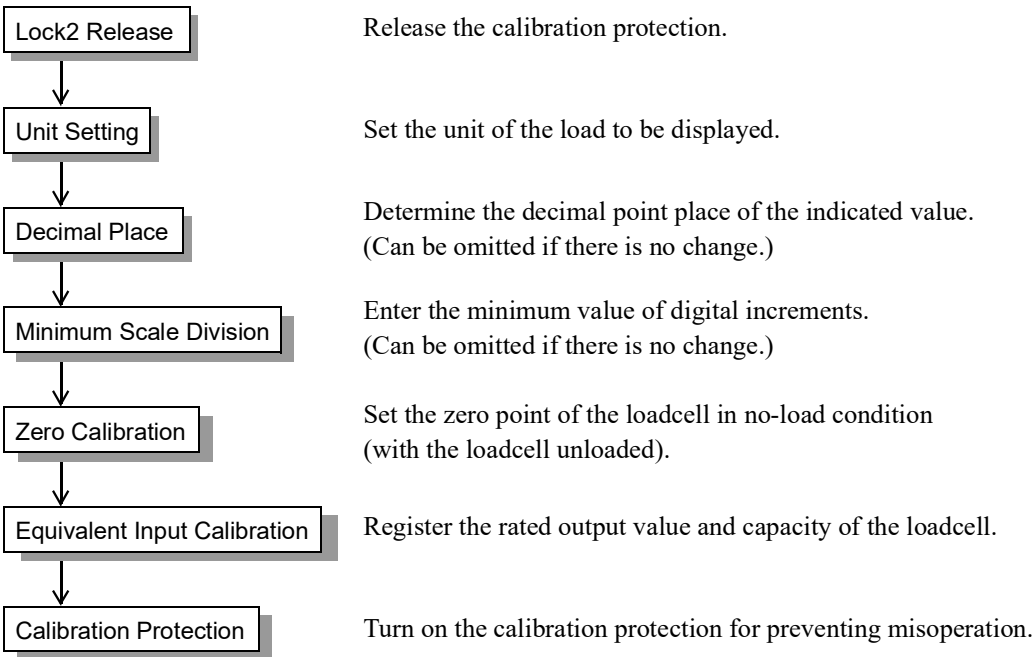 Lock2 Release
Release the calibration protection.
Unit Setting
Set the unit of the load to be displayed.
Decimal Place
Determine the decimal point place of the indicated value.
(Can be omitted if there is no change.)
Minimum Scale Division
Enter the minimum value of digital increments.
(Can be omitted if there is no change.)
Zero Calibration
Set the zero point of the loadcell in no-load condition
(with the loadcell unloaded).
Equivalent Input Calibration
Register the rated output value and capacity of the loadcell.
Calibration Protection
Turn on the calibration protection for preventing misoperation.